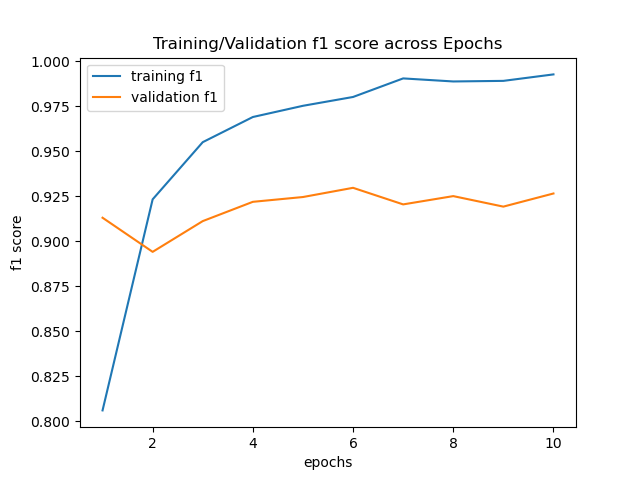 Training/Validation f1 score across Epochs
training f1
validation f1
f1 score
1.000
0.975
0.950
0.925
0.900
0.875
0.850
0.825
0.800
2 4 6 8 10
epochs